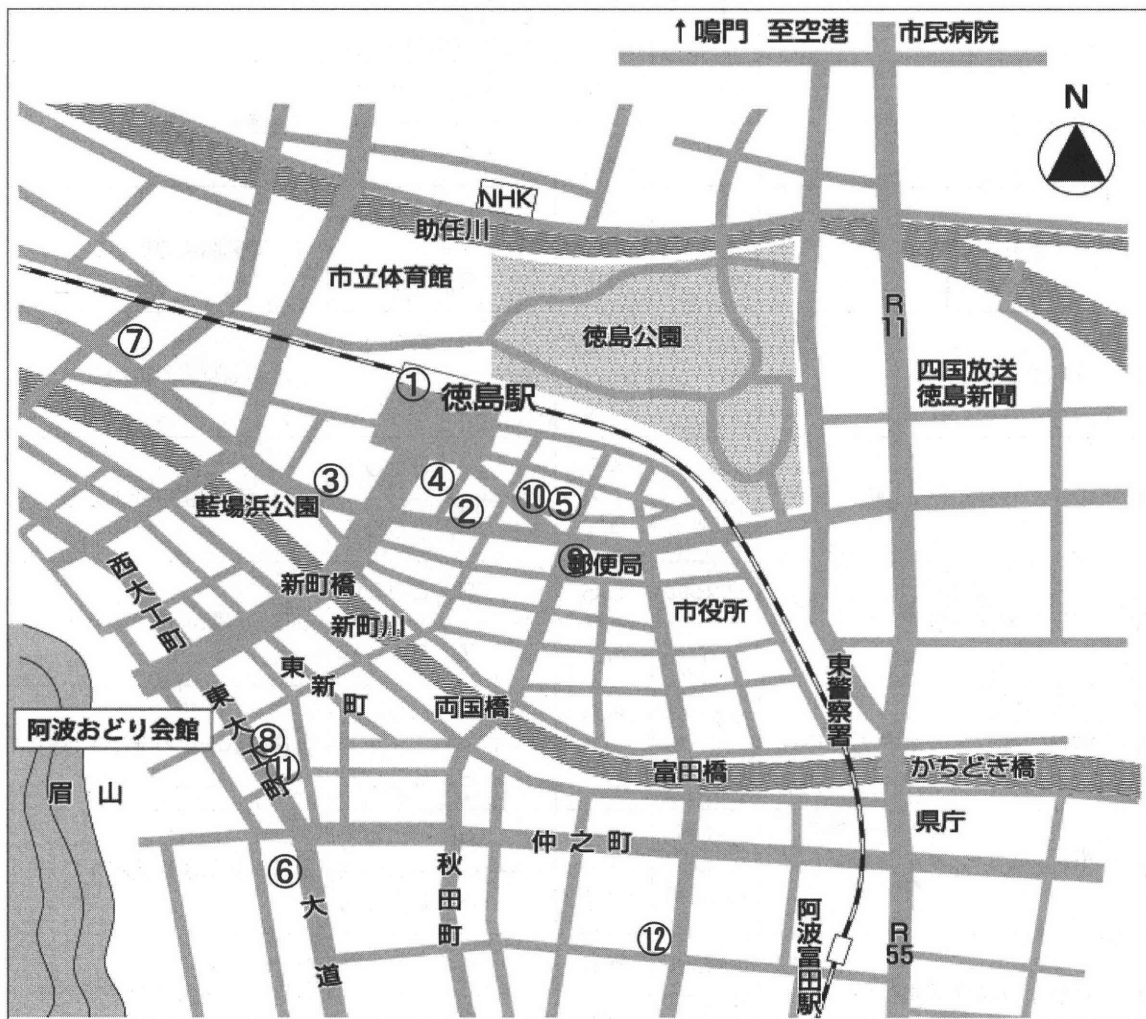 ↑鳴門 至空港
市民病院
N
NHK
助任川
市立体育館
徳島公園
R
11
⑦
四国放送
徳島新聞
①
徳島駅
④
③
⑩
⑤
②
藍場浜公園
⑨
郵便局
西大工町
新町橋
新町川
市役所
東新町
東大工町
両国橋
東警察署
阿波おどり会館
⑧
⑪
富田橋
かちどき橋
眉山
県庁
仲之町
⑥
秋田町
大道
⑫
阿波富田駅
R
55